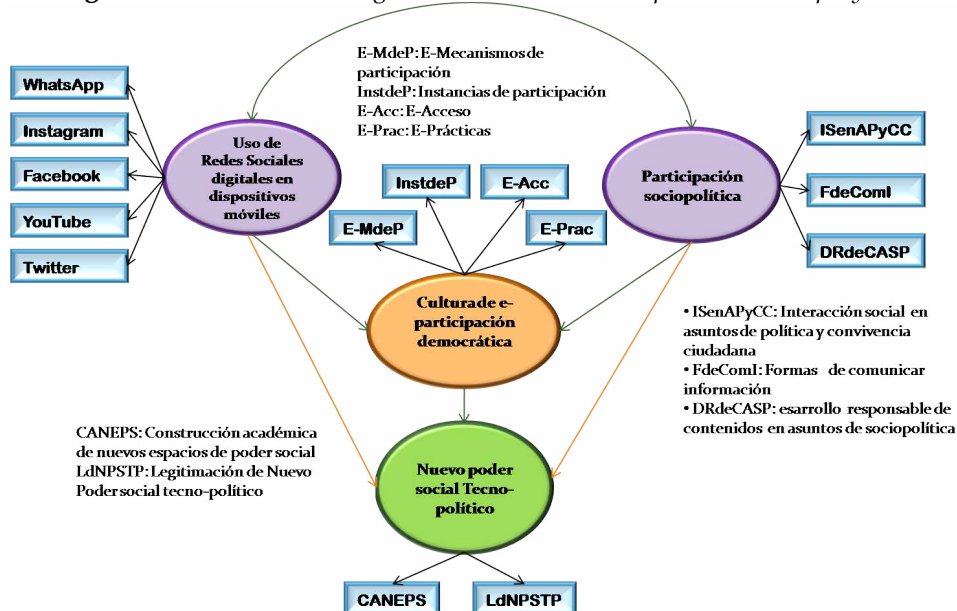 E-MdeP: E-Mecanismos de
participación
InstdeP: Instancias de participación
E-Acc: E-Acceso
E-Prac: E-Prácticas
WhatsApp
Instagram
Facebook
YouTube
Twitter
Uso de
Redes Sociales
digitales en
dispositivos
móviles
InstdeP
E-Acc
E-MdeP
E-Prac
Participación
sociopolítica
ISenAPyCC
FdeComI
DRdeCASP
Cultura de e-
participación
democrática
• ISenAPyCC: Interacción social en
asuntos de política y convivencia
ciudadana
• FdeComI: Formas de comunicar
información
• DRdeCASP: esarrollo responsable de
contenidos en asuntos de sociopolítica
CANEPS: Construcción académica
de nuevos espacios de poder social
LdNPSTP: Legitimación de Nuevo
Poder social tecno-político
Nuevo poder
social Tecno-
político
CANEPS
LdNPSTP